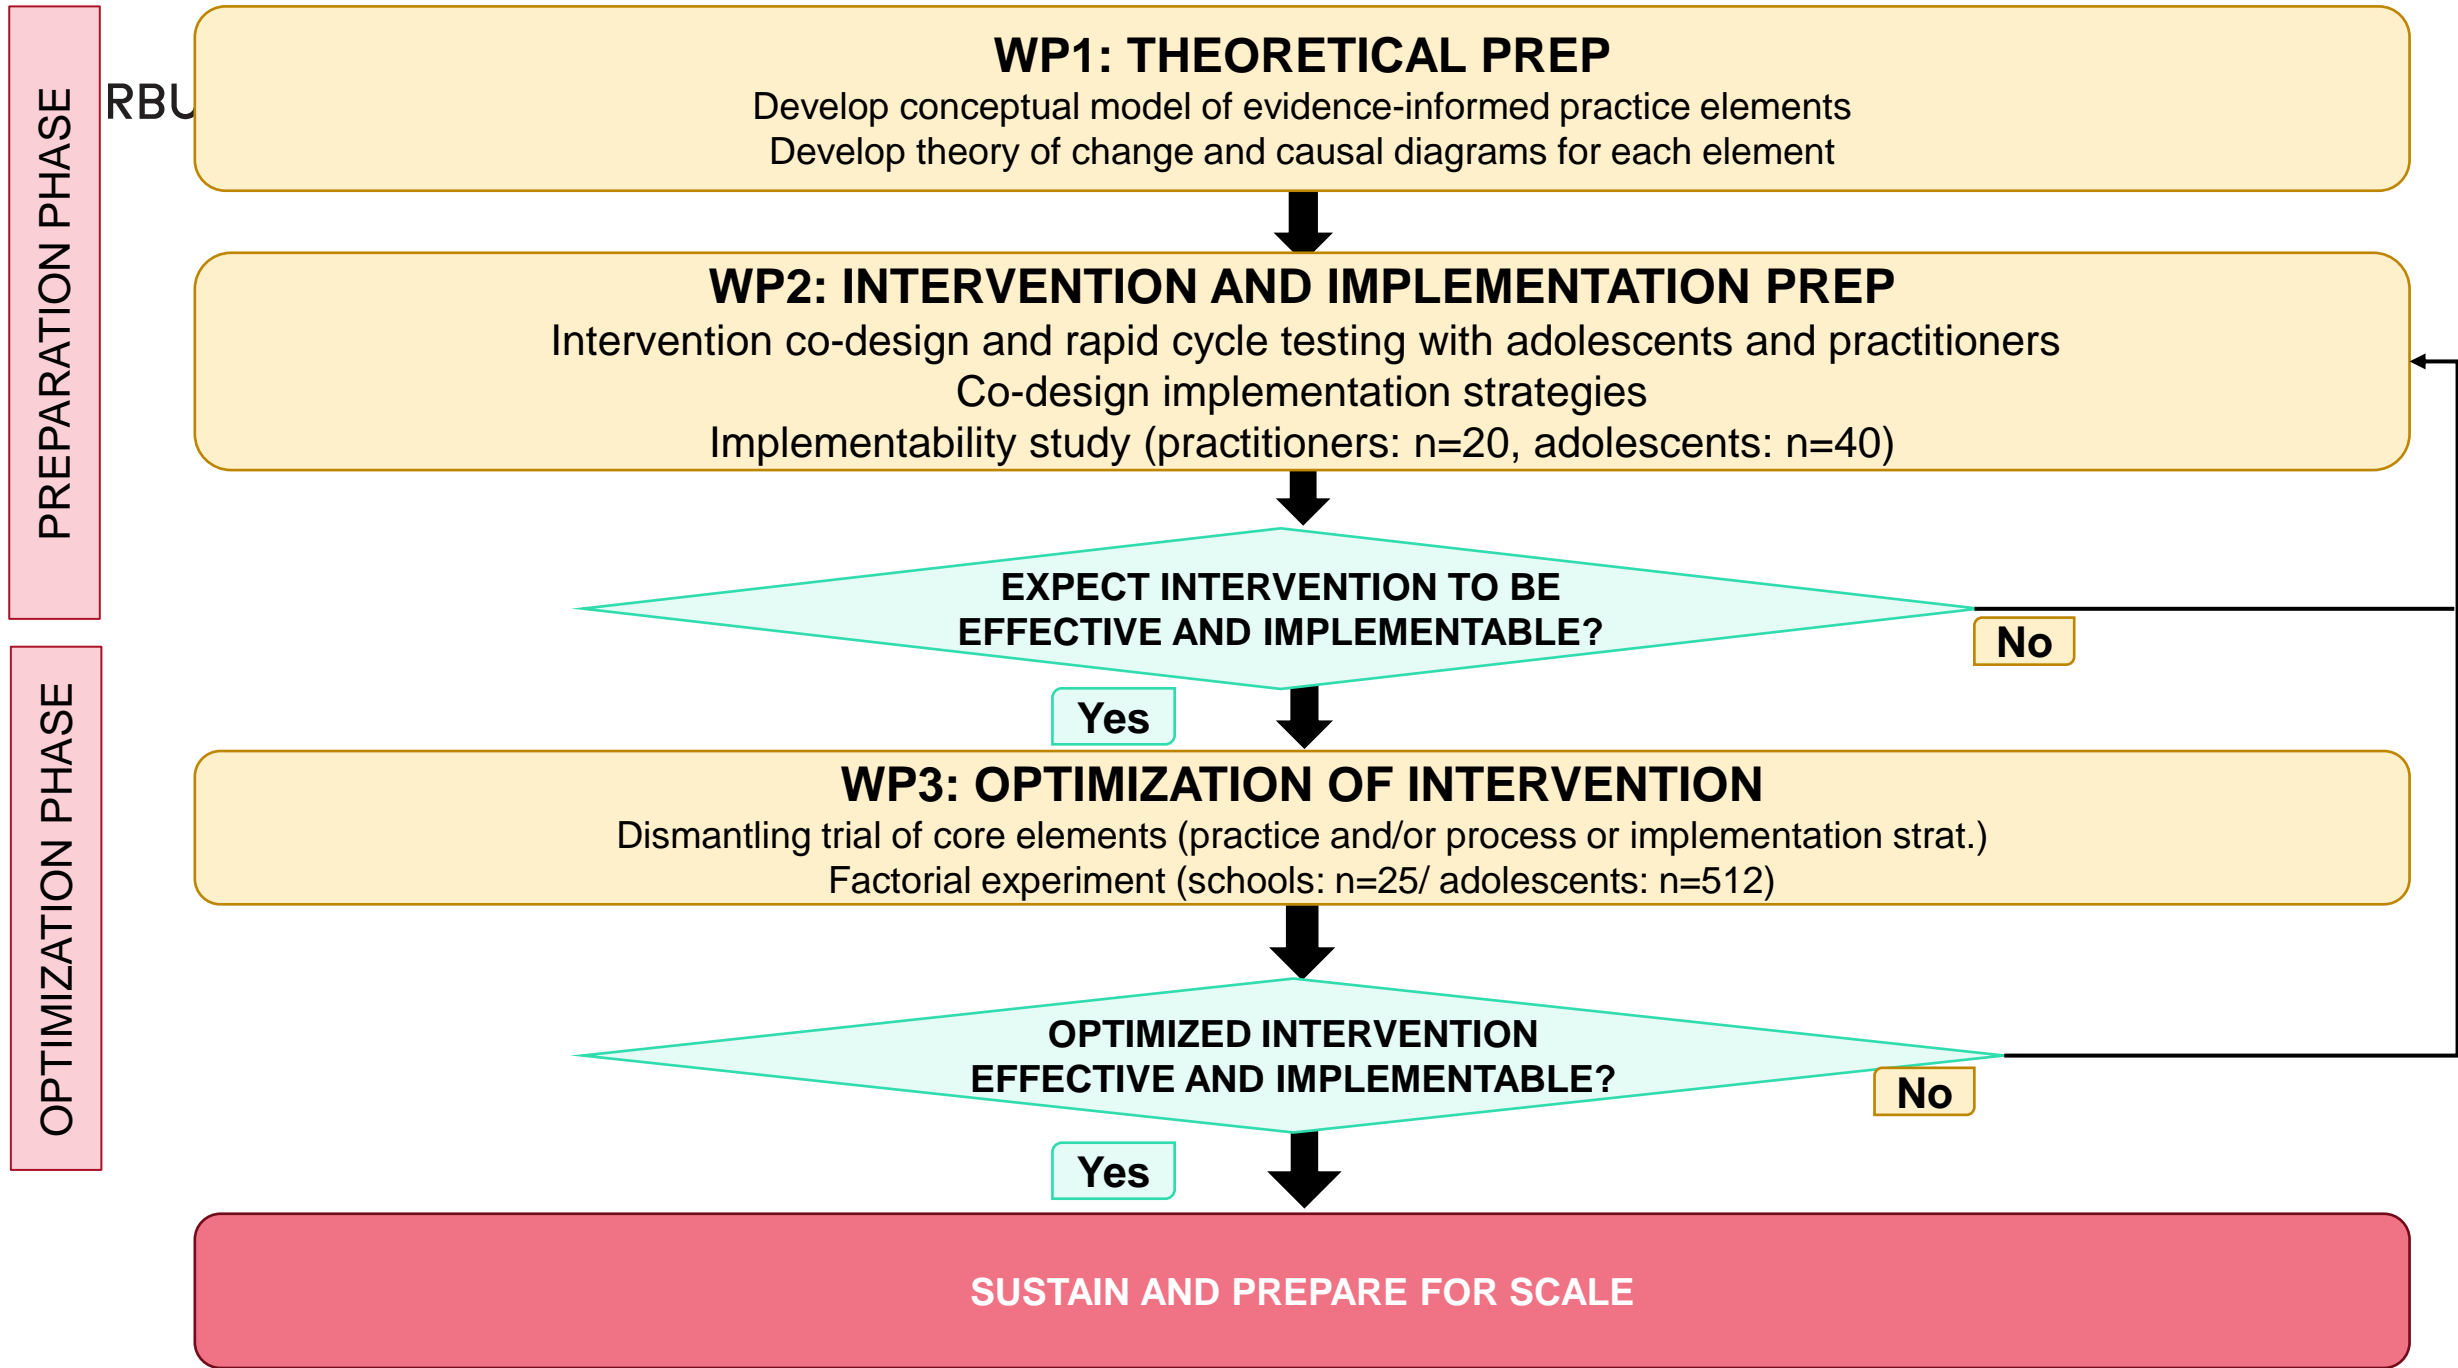 PREPARATION PHASE
RBU
WP1: THEORETICAL PREP
Develop conceptual model of evidence-informed practice elements
Develop theory of change and causal diagrams for each element
WP2: INTERVENTION AND IMPLEMENTATION PREP
Intervention co-design and rapid cycle testing with adolescents and practitioners
Co-design implementation strategies
Implementability study (practitioners: n=20, adolescents: n=40)
EXPECT INTERVENTION TO BE
EFFECTIVE AND IMPLEMENTABLE?
No
Yes
OPTIMIZATION PHASE
WP3: OPTIMIZATION OF INTERVENTION
Dismantling trial of core elements (practice and/or process or implementation strat.)
Factorial experiment (schools: n=25/ adolescents: n=512)
OPTIMIZED INTERVENTION
EFFECTIVE AND IMPLEMENTABLE?
No
Yes
SUSTAIN AND PREPARE FOR SCALE